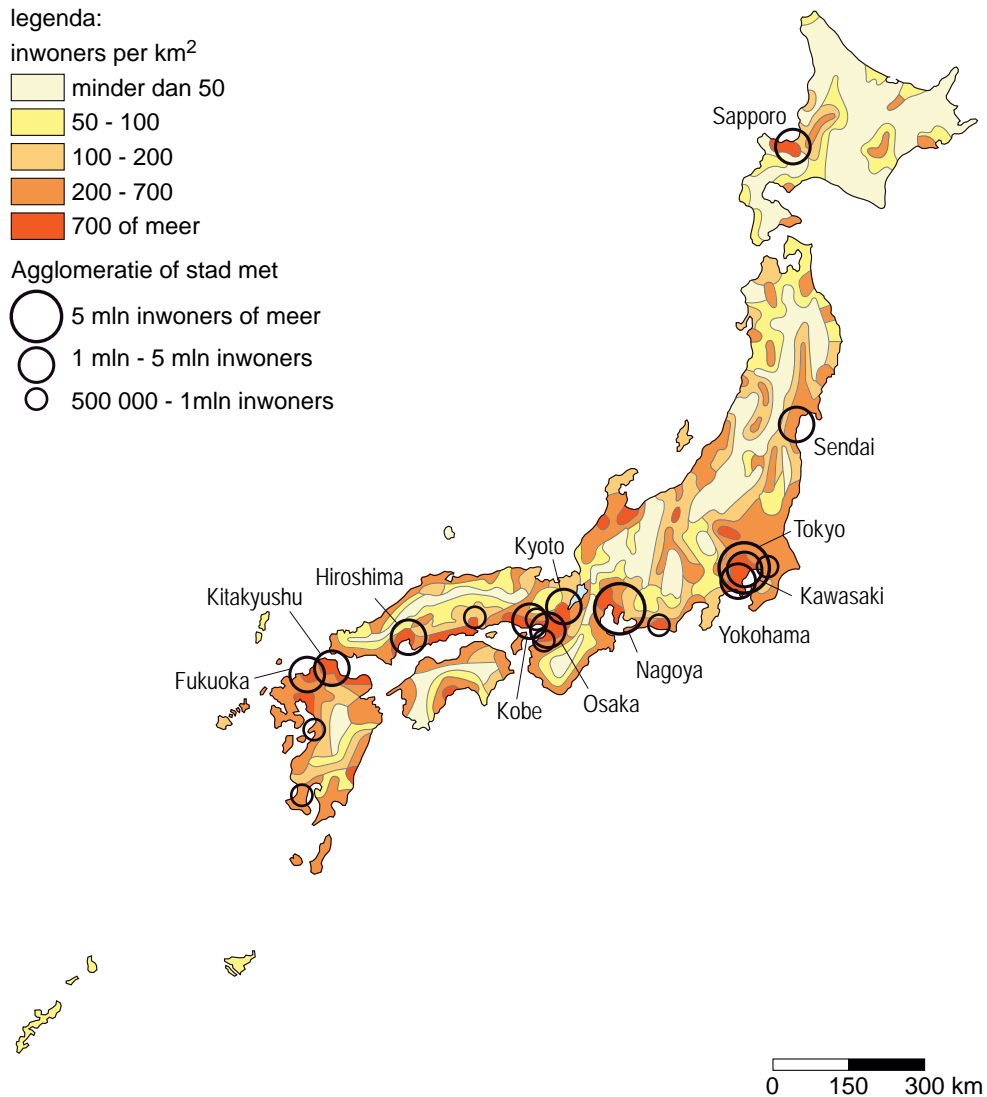 legenda:
inwoners per km²
minder dan 50
50 - 100
100 - 200
200 - 700
700 of meer
Agglomeratie of stad met
5 mln inwoners of meer
1 mln - 5 mln inwoners
500 000 - 1mln inwoners
Sapporo
Sendai
Tokyo
Kyoto
Hiroshima
Kawasaki
Kitakyushu
Yokohama
Nagoya
Fukuoka
Osaka
Kobe
0 150 300 km